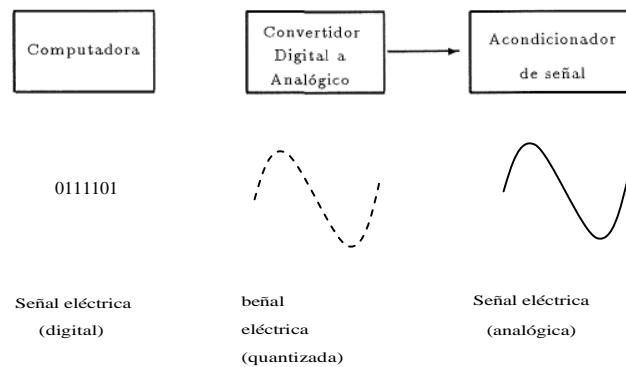 Computadora
Convertidor
Digital a
Analógico
Acondicionador
de señal
0111101
Señal eléctrica
(digital)
beñal
eléctrica
(quantizada)
Señal eléctrica
(analógica)